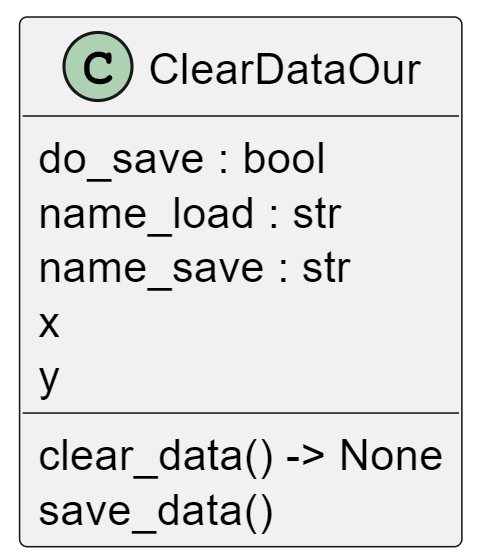 C ClearDataOur
do_save : bool
name_load : str
name_save : str
x
y
clear_data() -> None
save_data()